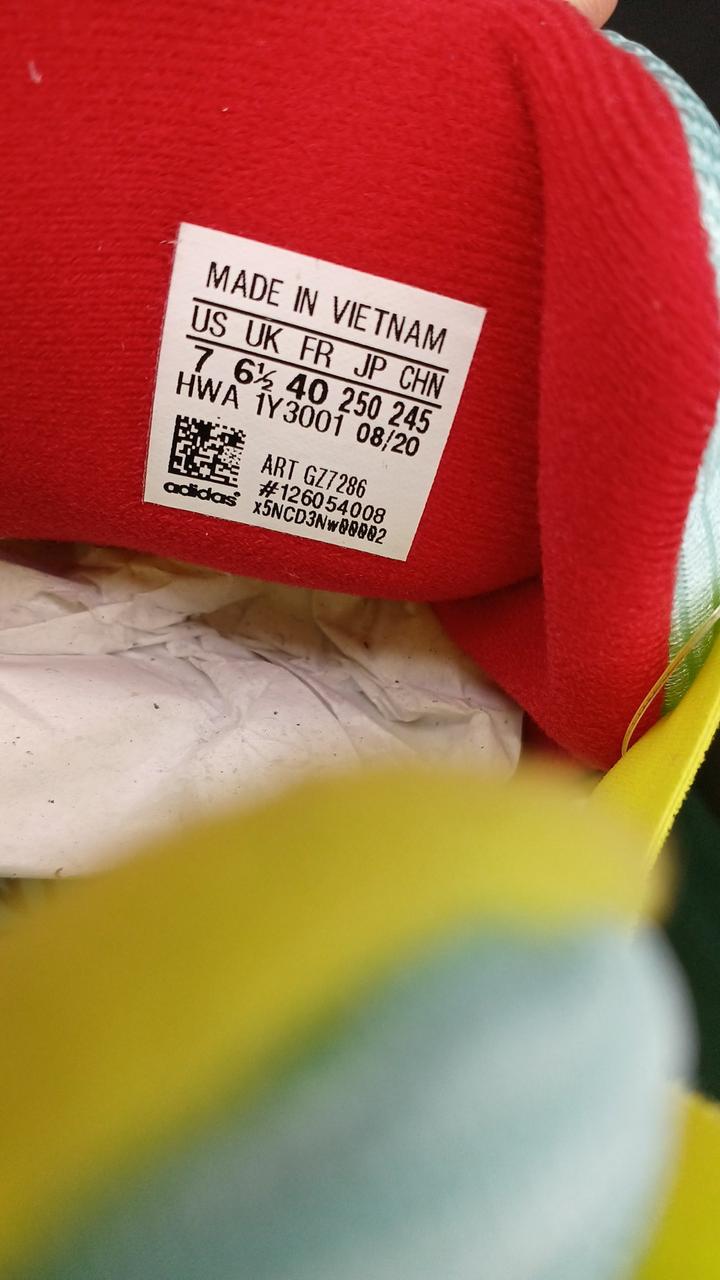 MADE IN VIETNAM
US UK FR JP CHN
7 6½ 40 250 245
HWA 1Y3001 08/20
ART GZ7286
#126054008
adidas®
x5NCD3Nw00002